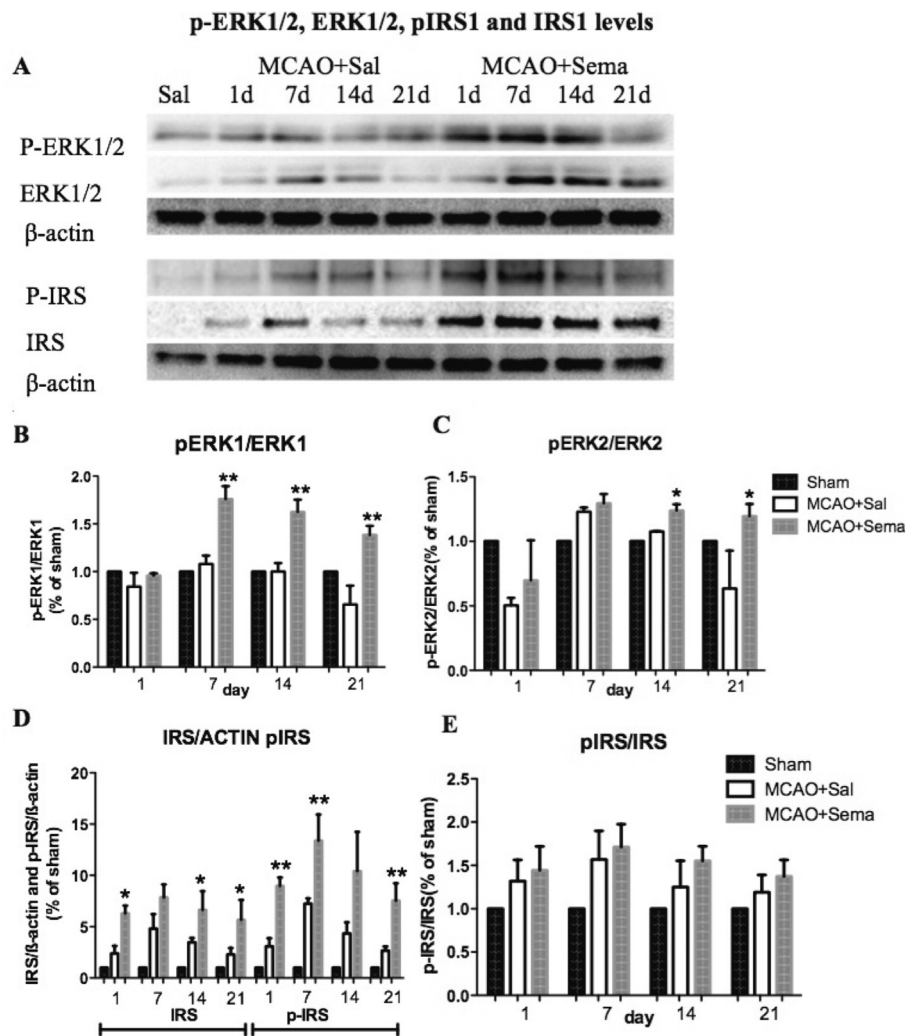 p-ERK1/2, ERK1/2, pIRS1 and IRS1 levels
A
MCAO+Sal MCAO+Sema
Sal 1d 7d 14d 21d 1d 7d 14d 21d
P-ERK1/2
ERK1/2
β-actin
P-IRS
IRS
β-actin
B
pERK1/ERK1
p-ERK1/ERK1
(% of sham)
2.0
1.5
1.0
0.5
0.0
** ** **
1 7 14 21
day
C
pERK2/ERK2
p-ERK2/ERK2(% of sham)
1.5
1.0
0.5
0.0
* *
1 7 14 21
day
Sham
MCAO+Sal
MCAO+Sema
D
IRS/ACTIN pIRS
IRS/ß-actin and p-IRS/ß-actin
(% of sham)
20
15
10
5
0
* * * ** ** **
1 7 14 21 1 7 14 21
IRS p-IRS
E
pIRS/IRS
p-IRS/IRS(% of sham)
2.5
2.0
1.5
1.0
0.5
0.0
1 7 14 21
day
Sham
MCAO+Sal
MCAO+Sema